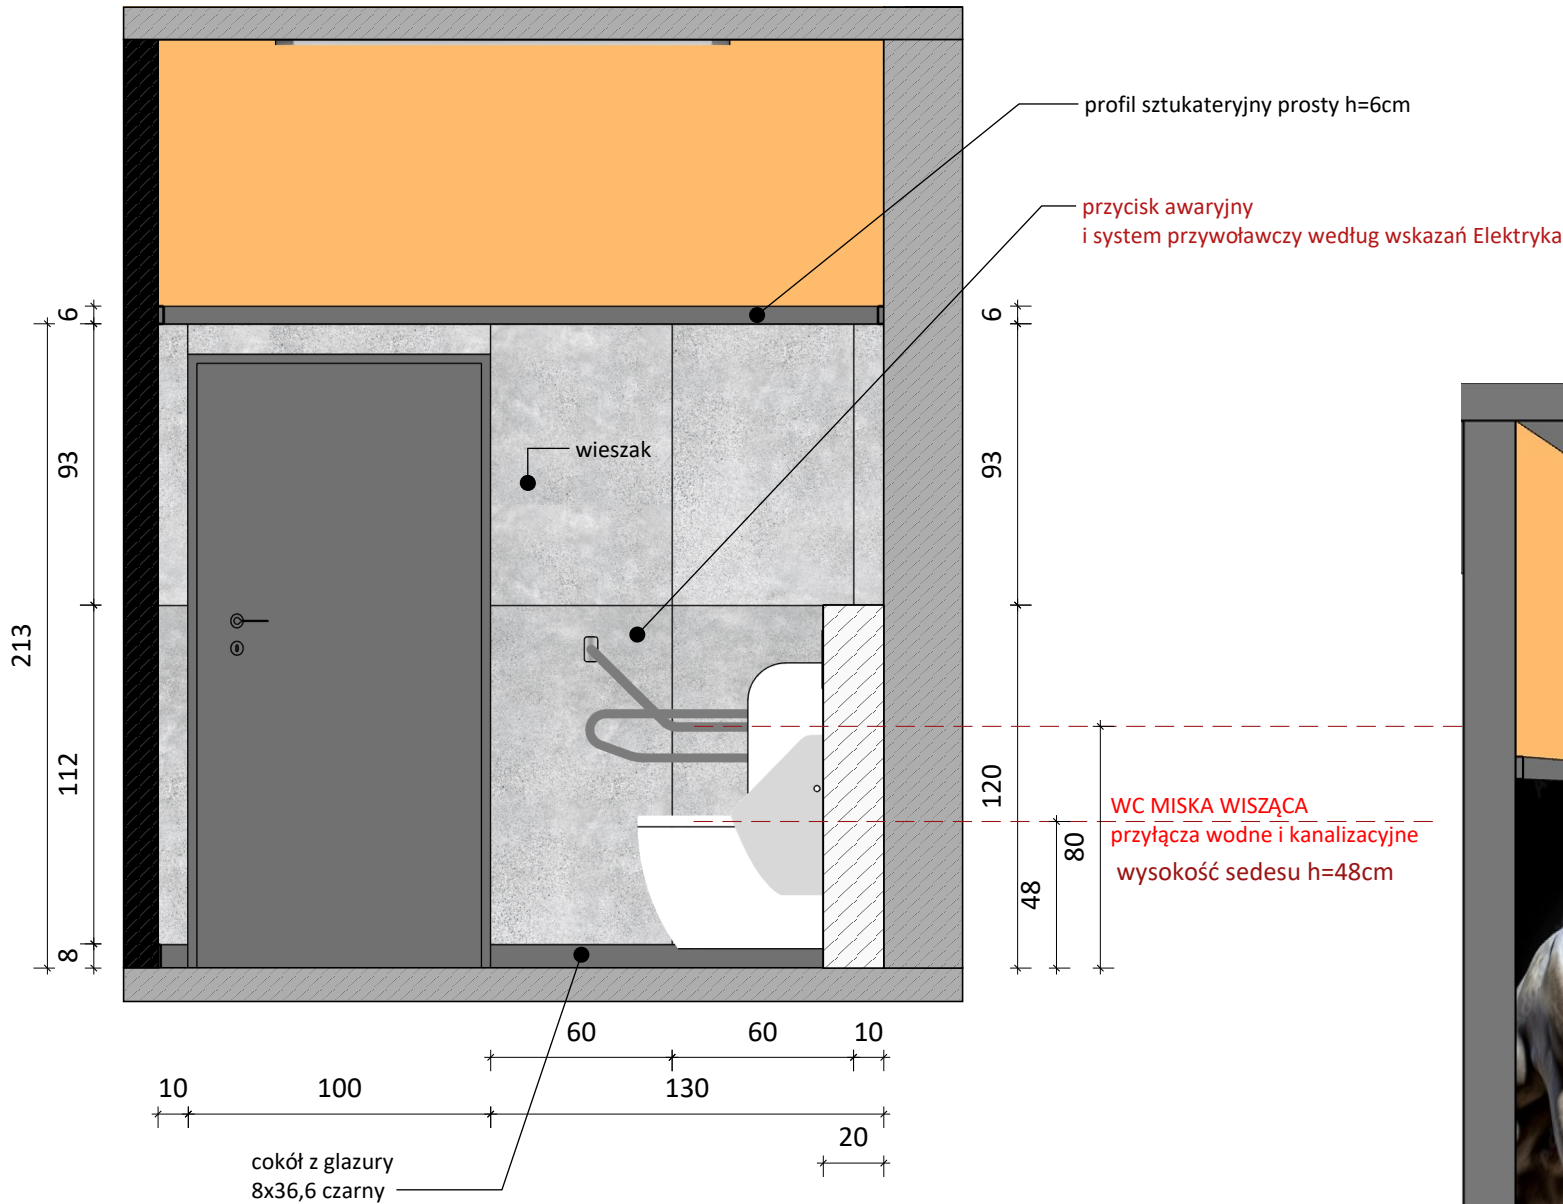 profil sztukateryjny prosty h=6cm
przycisk awaryjny
i system przywoławczy według wskazań Elektryka
6
6
wieszak
93
93
213
112
120
WC MISKA WISZĄCA
przyłącza wodne i kanalizacyjne
80
wysokość sedesu h=48cm
48
8
60
60
10
10
100
130
20
cokół z glazury
8x36,6 czarny